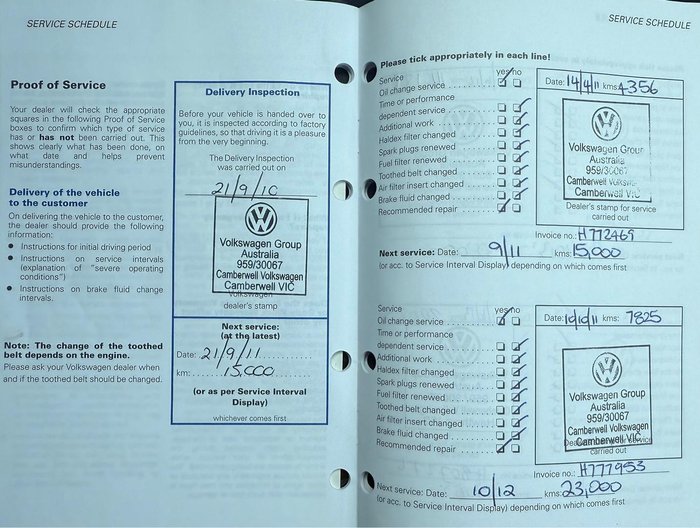 SERVICE SCHEDULE
Proof of Service
Your dealer will check the appropriate
squares in the following Proof of Service
boxes to confirm which type of service
has or has not been carried out. This
shows clearly what has been done, on
what date and helps prevent
misunderstandings.
Delivery of the vehicle
to the customer
On delivering the vehicle to the customer,
the dealer should provide the following
information:
● Instructions for initial driving period
● Instructions on service intervals
(explanation of "severe operating
conditions")
● Instructions on brake fluid change
intervals.
Note: The change of the toothed
belt depends on the engine.
Please ask your Volkswagen dealer when
and if the toothed belt should be changed.
Delivery Inspection
Before your vehicle is handed over to
you, it is inspected according to factory
guidelines, so that driving it is a pleasure
from the very beginning.
The Delivery Inspection
was carried out on
21/9/10
Volkswagen Group
Australia
959/30067
Camberwell Volkswagen
Camberwell VIC
Volkswagen
dealer's stamp
Next service:
(at the latest)
Date: 21/9/11
km: 15,000
(or as per Service Interval
Display)
whichever comes first
SERVICE SCHEDULE
Please tick appropriately in each line!
Service yes/no
Oil change service
Time or performance
dependent service
Additional work
Haldex filter changed
Spark plugs renewed
Fuel filter renewed
Toothed belt changed
Air filter insert changed
Brake fluid changed
Recommended repair
Date: 14/4/11 kms: 4356
Volkswagen Group
Australia
959/30067
Camberwell Volkswagen
Camberwell VIC
Dealer's stamp for service
carried out
Invoice no.: H772469
Next service: Date: 9/11 kms: 15,000
(or acc. to Service Interval Display) depending on which comes first
Service yes/no
Oil change service
Time or performance
dependent service
Additional work
Haldex filter changed
Spark plugs renewed
Fuel filter renewed
Toothed belt changed
Air filter insert changed
Brake fluid changed
Recommended repair
Date: 10/10/11 kms: 7825
Volkswagen Group
Australia
959/30067
Camberwell Volkswagen
Camberwell VIC
Dealer's stamp for service
carried out
Invoice no.: H777953
Next service: Date: 10/12 kms: 23,000
(or acc. to Service Interval Display) depending on which comes first